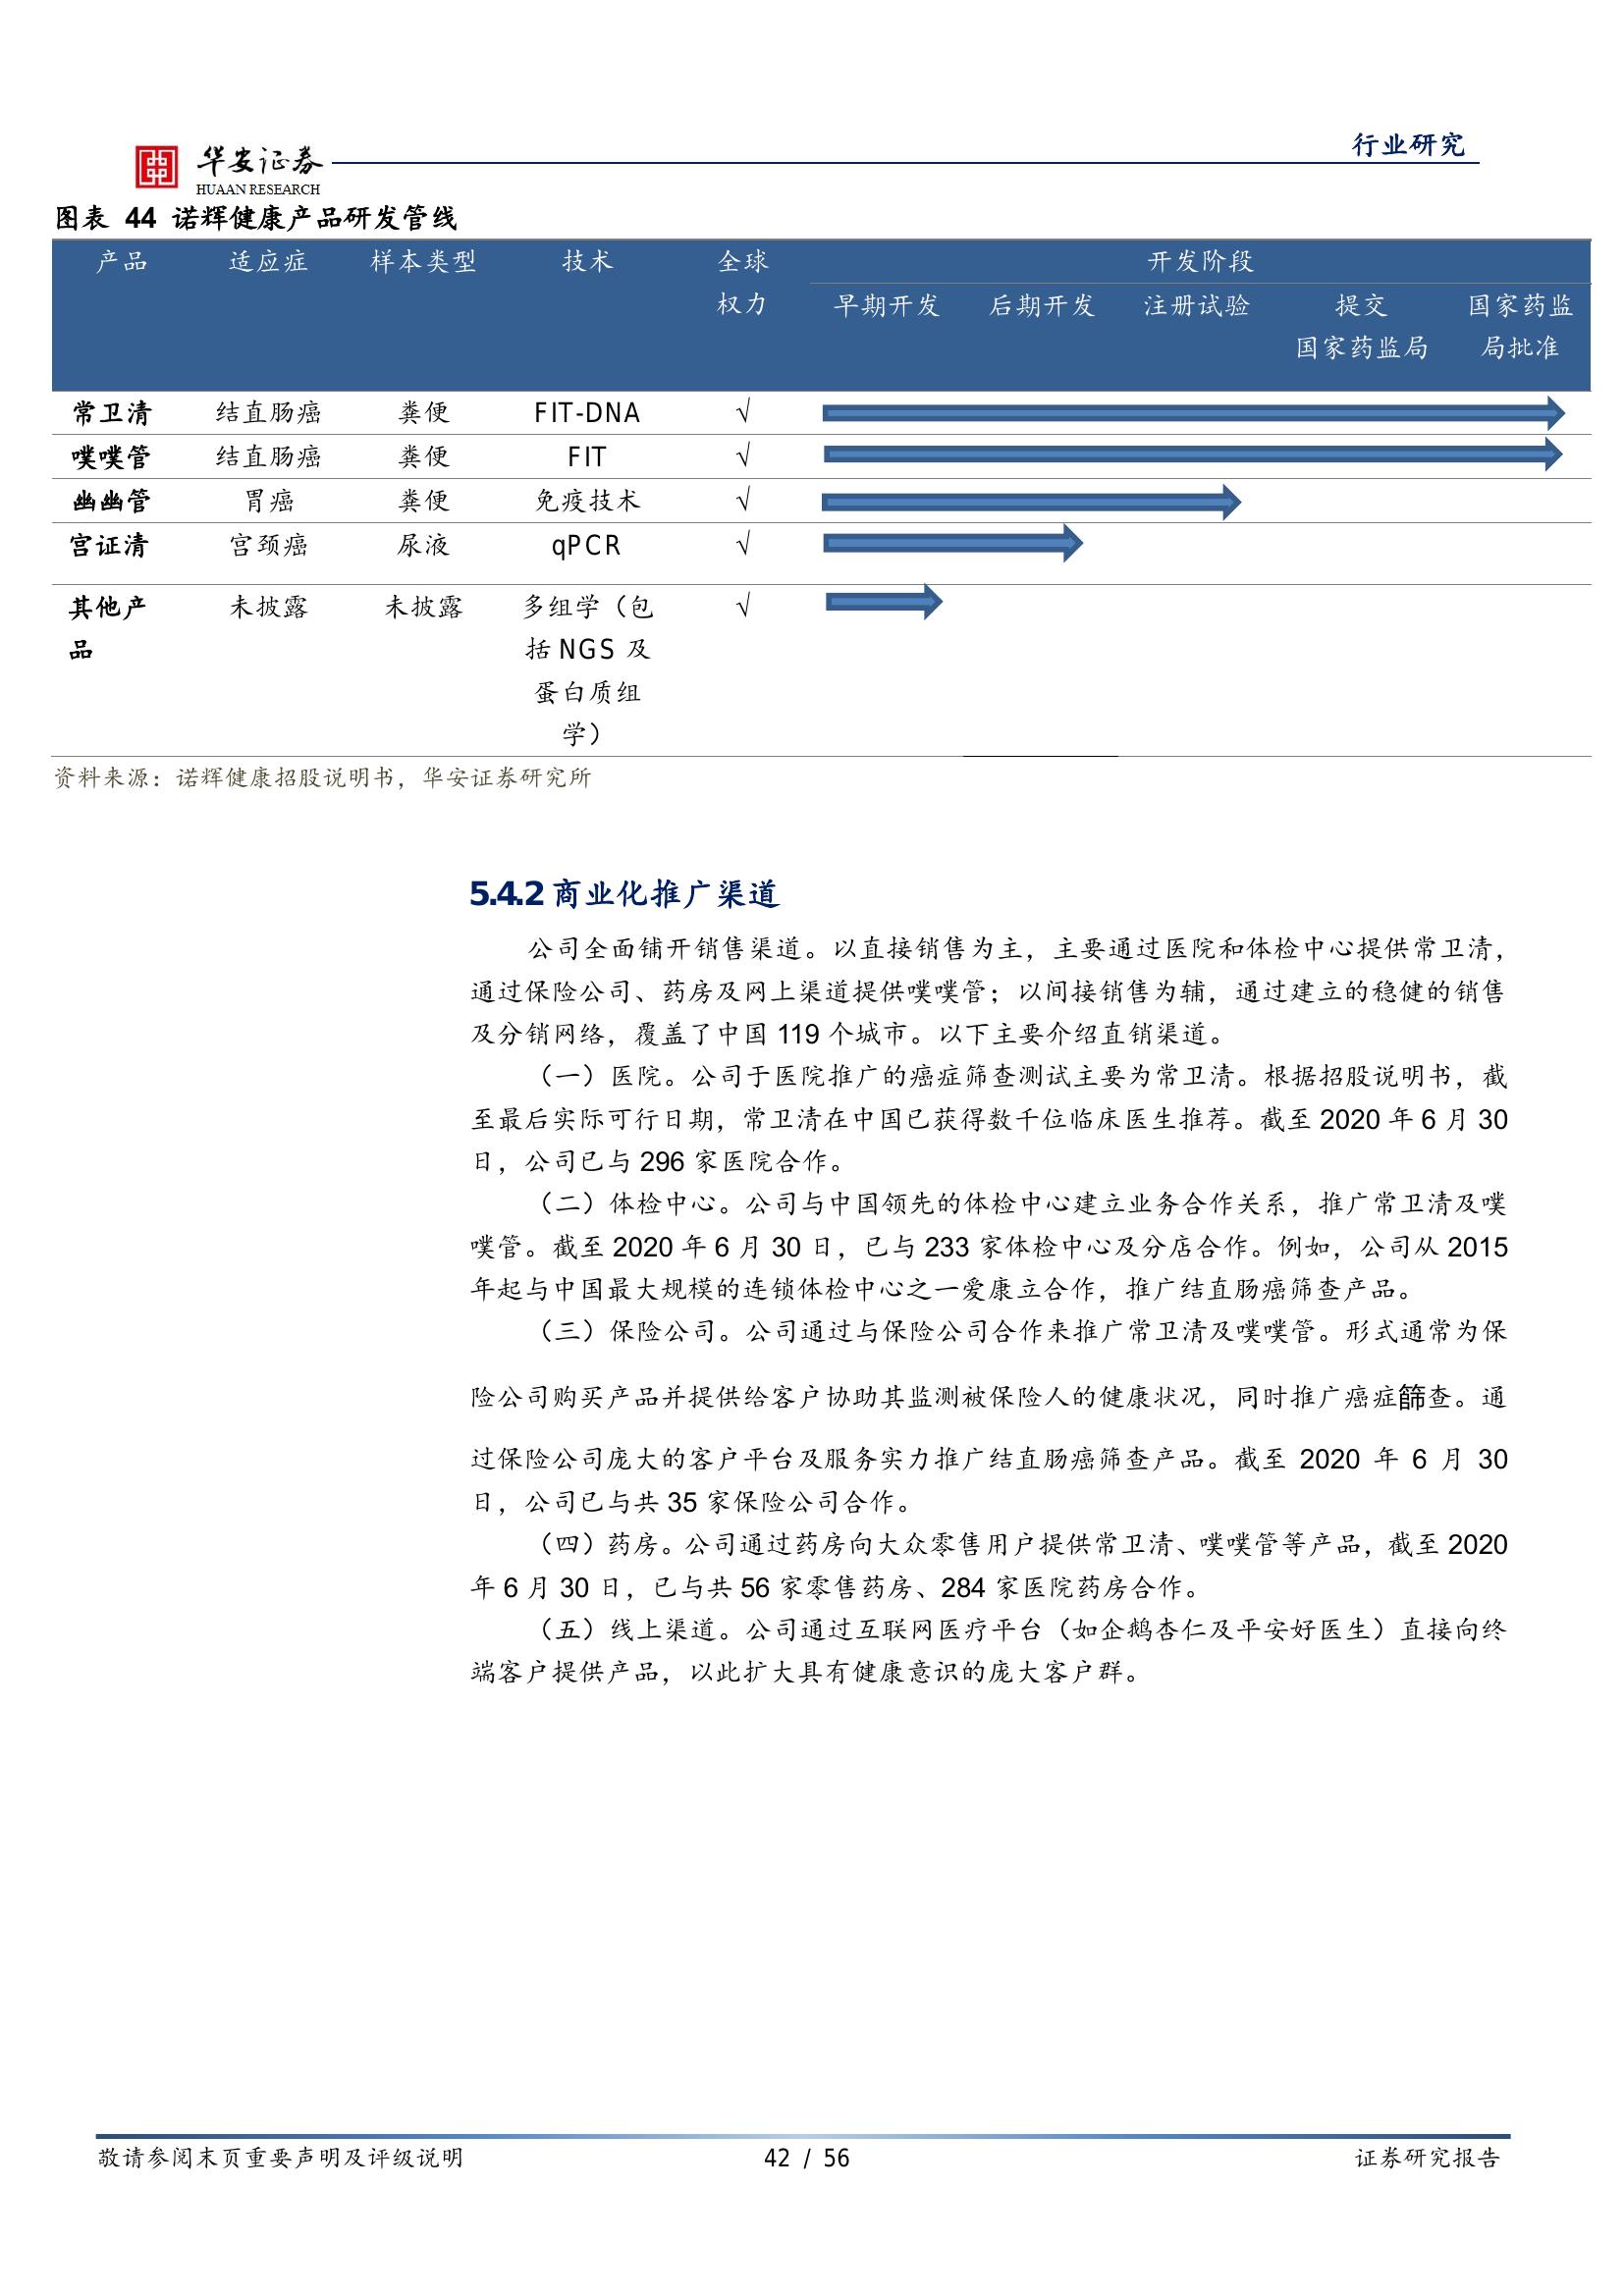 华安证券
HUAAN RESEARCH
行业研究
图表 44 诺辉健康产品研发管线
产品 适应症 样本类型 技术 全球 开发阶段
权力 早期开发 后期开发 注册试验 提交 国家药监
国家药监局 局批准
常卫清 结直肠癌 粪便 FIT-DNA √
噗噗管 结直肠癌 粪便 FIT √
幽幽管 胃癌 粪便 免疫技术 √
宫证清 宫颈癌 尿液 qPCR √
其他产 未披露 未披露 多组学（包 √
品 括 NGS 及
蛋白质组
学）
资料来源：诺辉健康招股说明书，华安证券研究所
5.4.2 商业化推广渠道
公司全面铺开销售渠道。以直接销售为主，主要通过医院和体检中心提供常卫清，
通过保险公司、药房及网上渠道提供噗噗管；以间接销售为辅，通过建立的稳健的销售
及分销网络，覆盖了中国 119 个城市。以下主要介绍直销渠道。
（一）医院。公司于医院推广的癌症筛查测试主要为常卫清。根据招股说明书，截
至最后实际可行日期，常卫清在中国已获得数千位临床医生推荐。截至 2020 年 6 月 30
日，公司已与 296 家医院合作。
（二）体检中心。公司与中国领先的体检中心建立业务合作关系，推广常卫清及噗
噗管。截至 2020 年 6 月 30 日，已与 233 家体检中心及分店合作。例如，公司从 2015
年起与中国最大规模的连锁体检中心之一爱康立合作，推广结直肠癌筛查产品。
（三）保险公司。公司通过与保险公司合作来推广常卫清及噗噗管。形式通常为保
险公司购买产品并提供给客户协助其监测被保险人的健康状况，同时推广癌症篩查。通
过保险公司庞大的客户平台及服务实力推广结直肠癌筛查产品。截至 2020 年 6 月 30
日，公司已与共 35 家保险公司合作。
（四）药房。公司通过药房向大众零售用户提供常卫清、噗噗管等产品，截至 2020
年 6 月 30 日，已与共 56 家零售药房、284 家医院药房合作。
（五）线上渠道。公司通过互联网医疗平台（如企鹅杏仁及平安好医生）直接向终
端客户提供产品，以此扩大具有健康意识的庞大客户群。
敬请参阅末页重要声明及评级说明 42 / 56 证券研究报告